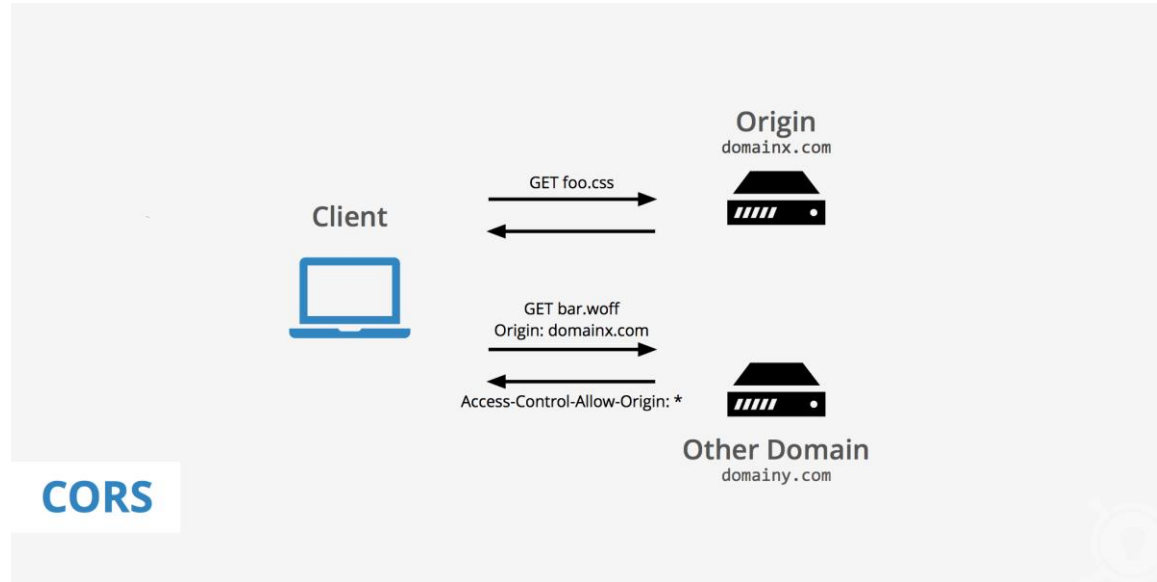 Origin
domainx.com
GET foo.css
Client
GET bar.woff
Origin: domainx.com
Access-Control-Allow-Origin: *
Other Domain
domainy.com
CORS